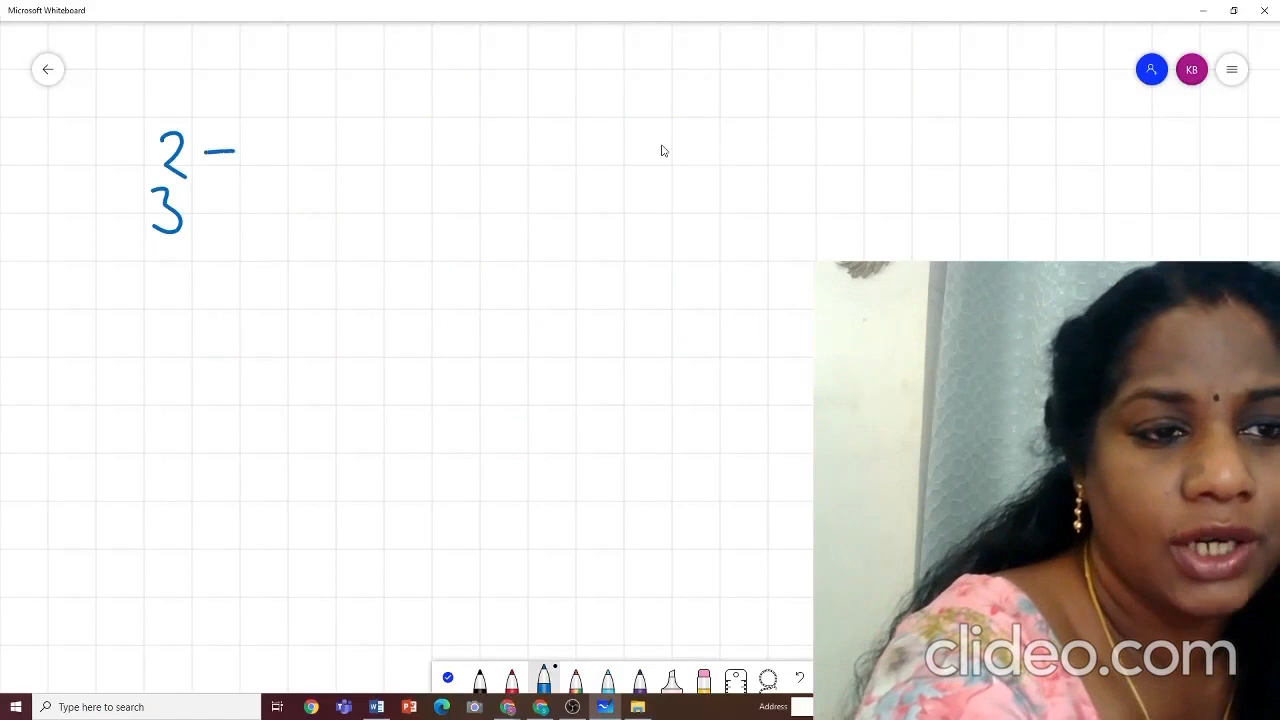 Microsoft Whiteboard
KB
2 –
3
clideo.com
Type here to search
Address